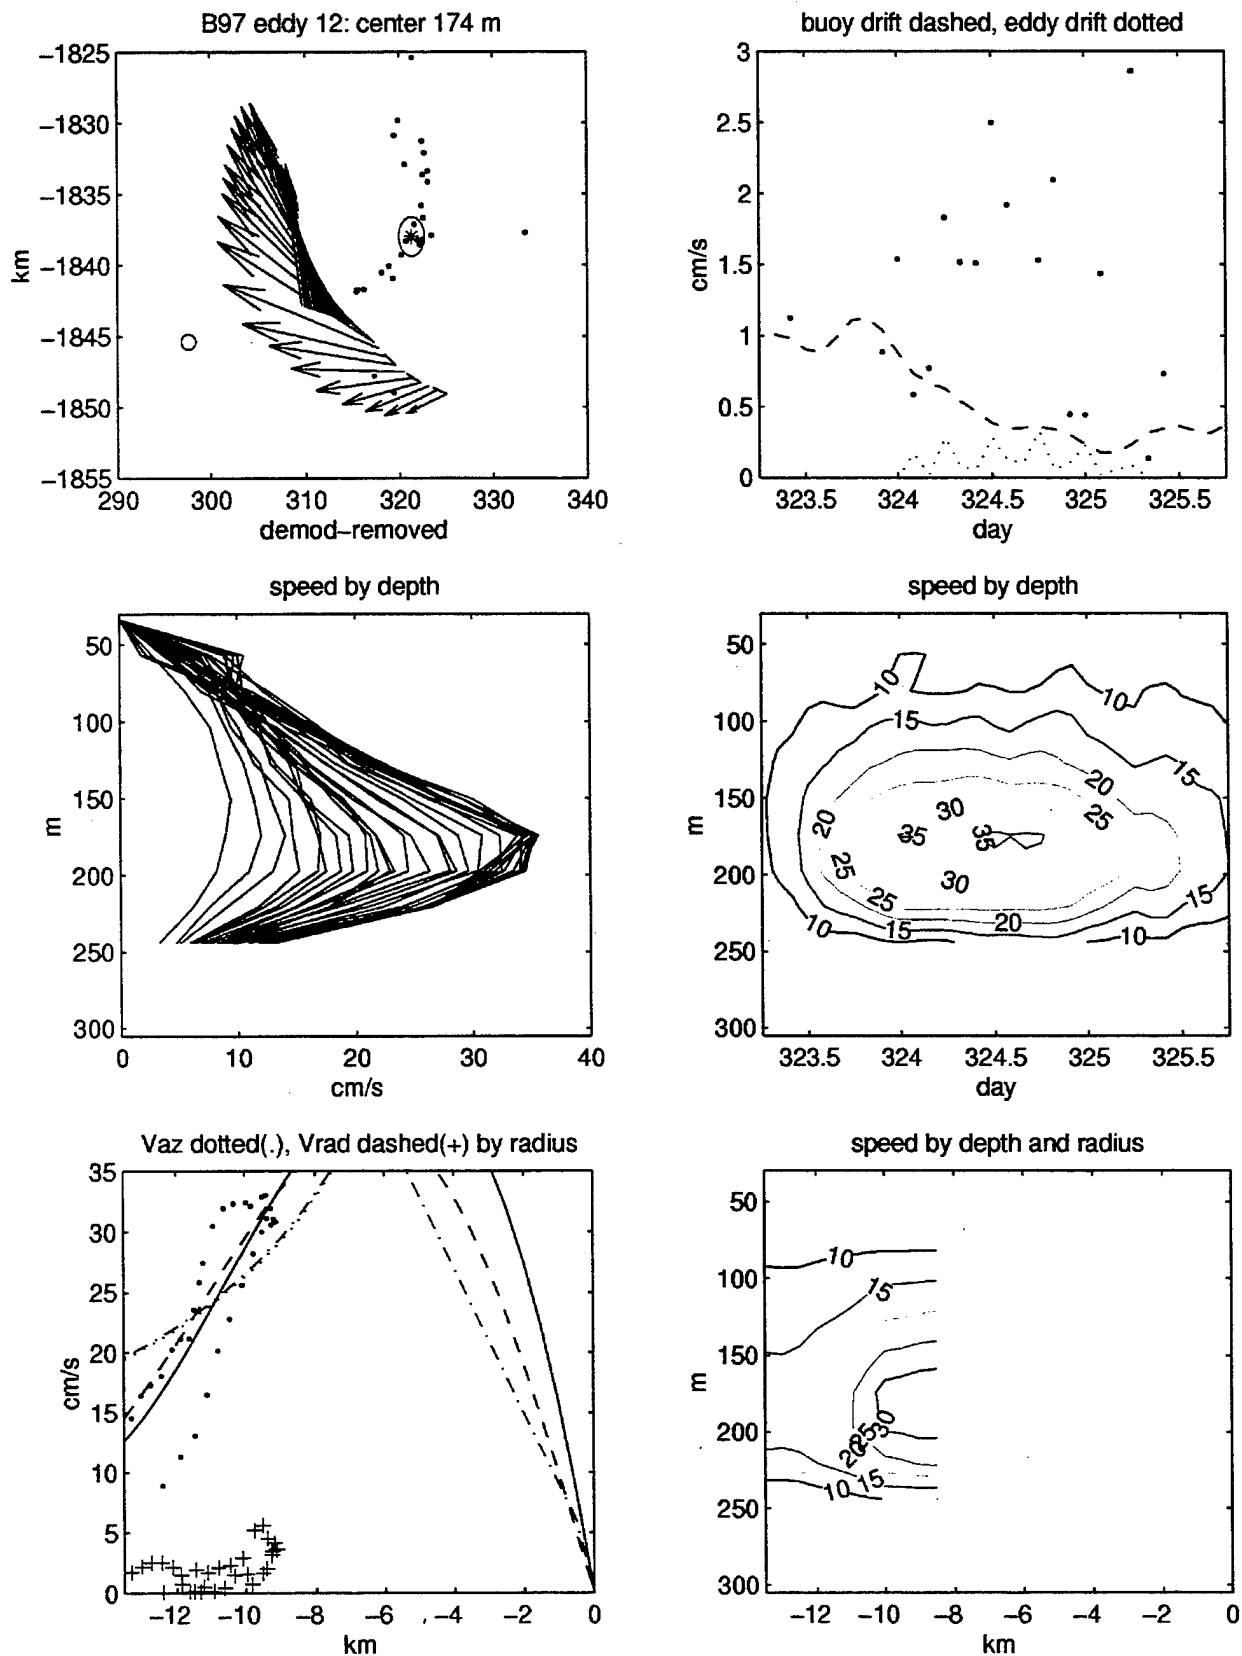 B97 eddy 12: center 174 m
−1825
−1830
−1835
−1840
−1845
−1850
−1855
km
290 300 310 320 330 340
demod−removed
buoy drift dashed, eddy drift dotted
3
2.5
2
1.5
1
0.5
0
cm/s
323.5 324 324.5 325 325.5
day
speed by depth
50
100
150
200
250
300
m
0 10 20 30 40
cm/s
speed by depth
50
100
150
200
250
300
m
10
10
15
15
20
20
30
25
35
35
25
30
25
20
15
10
15
10
323.5 324 324.5 325 325.5
day
Vaz dotted(.), Vrad dashed(+) by radius
35
30
25
20
15
10
5
0
cm/s
−12 −10 −8 −6 −4 −2 0
km
speed by depth and radius
50
100
150
200
250
300
m
10
15
30
25
20
15
10
−12 −10 −8 −6 −4 −2 0
km